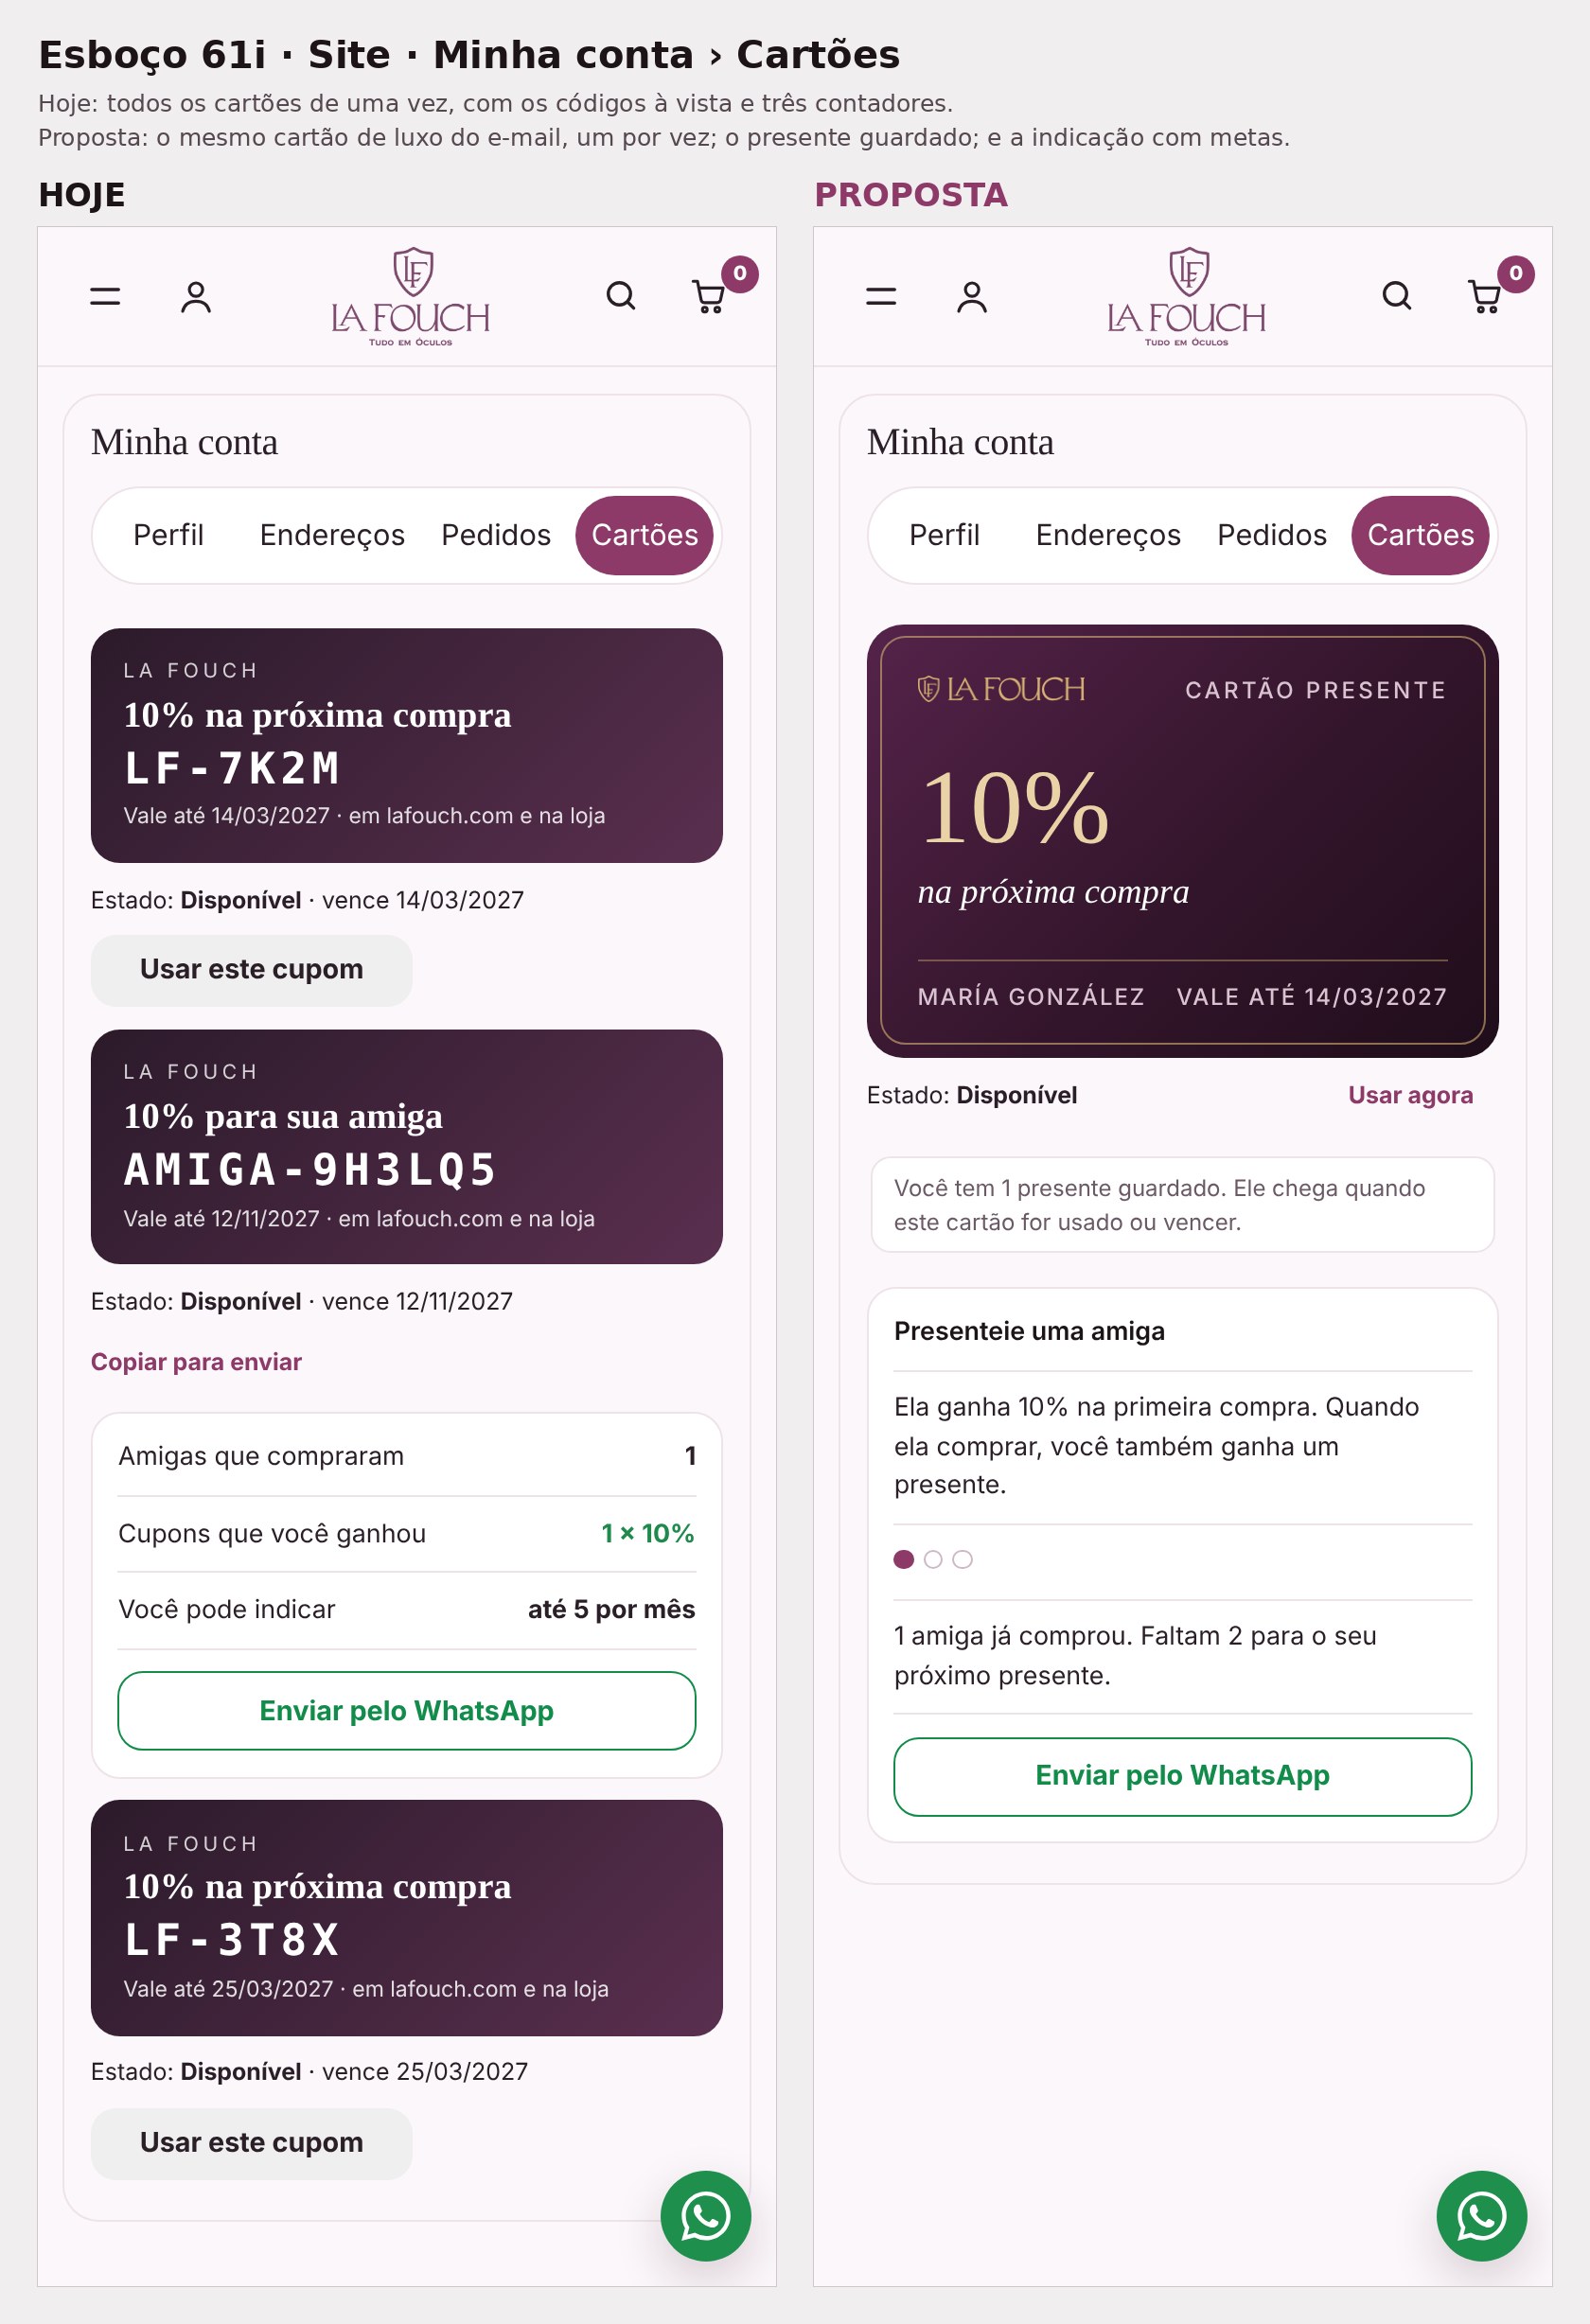 Esboço 61i · Site · Minha conta › Cartões
Hoje: todos os cartões de uma vez, com os códigos à vista e três contadores.
Proposta: o mesmo cartão de luxo do e-mail, um por vez; o presente guardado; e a indicação com metas.
HOJE
LF
LA FOUCH
Tudo em Óculos
0
Minha conta
Perfil
Endereços
Pedidos
Cartões
LA FOUCH
10% na próxima compra
LF-7K2M
Vale até 14/03/2027 · em lafouch.com e na loja
Estado: Disponível · vence 14/03/2027
Usar este cupom
LA FOUCH
10% para sua amiga
AMIGA-9H3LQ5
Vale até 12/11/2027 · em lafouch.com e na loja
Estado: Disponível · vence 12/11/2027
Copiar para enviar
Amigas que compraram 1
Cupons que você ganhou 1 × 10%
Você pode indicar até 5 por mês
Enviar pelo WhatsApp
LA FOUCH
10% na próxima compra
LF-3T8X
Vale até 25/03/2027 · em lafouch.com e na loja
Estado: Disponível · vence 25/03/2027
Usar este cupom
PROPOSTA
LF
LA FOUCH
Tudo em Óculos
0
Minha conta
Perfil
Endereços
Pedidos
Cartões
LF LA FOUCH
CARTÃO PRESENTE
10%
na próxima compra
MARÍA GONZÁLEZ
VALE ATÉ 14/03/2027
Estado: Disponível
Usar agora
Você tem 1 presente guardado. Ele chega quando
este cartão for usado ou vencer.
Presenteie uma amiga
Ela ganha 10% na primeira compra. Quando
ela comprar, você também ganha um
presente.
1 amiga já comprou. Faltam 2 para o seu
próximo presente.
Enviar pelo WhatsApp